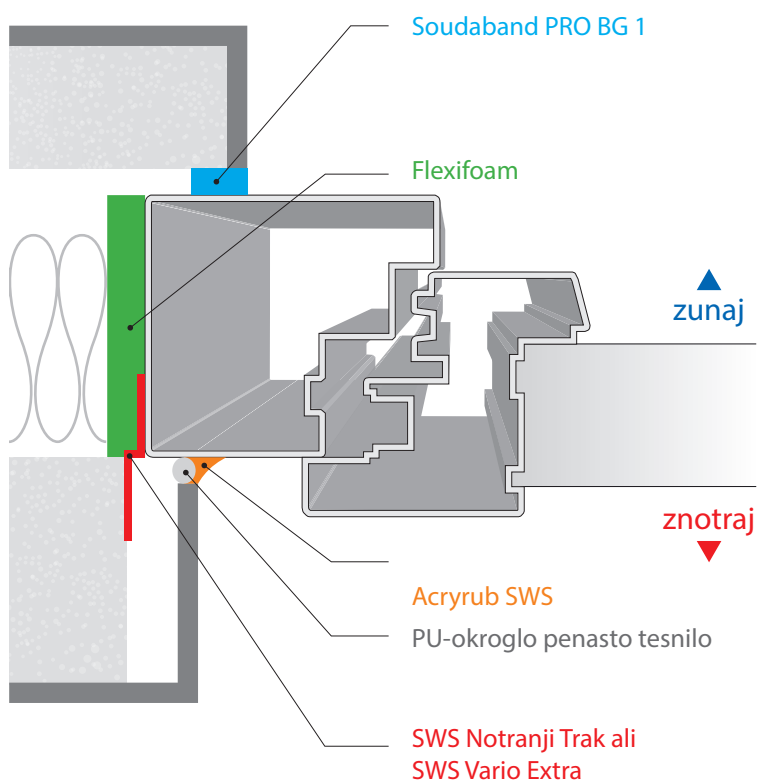 Soudaband PRO BG 1
Flexifoam
zunaj
znotraj
Acryrub SWS
PU-okroglo penasto tesnilo
SWS Notranji Trak ali
SWS Vario Extra